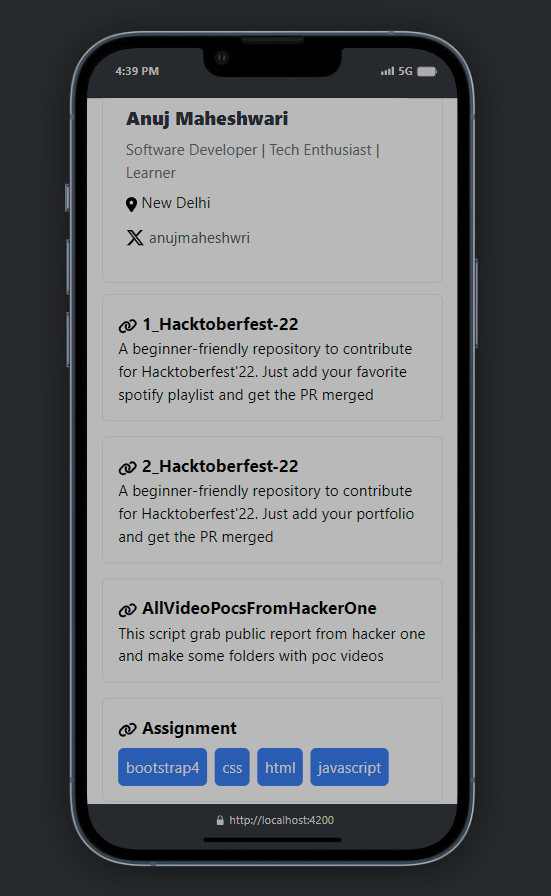 4:39 PM
5G
Anuj Maheshwari
Software Developer | Tech Enthusiast |
Learner
New Delhi
anujmaheshwri
1_Hacktoberfest-22
A beginner-friendly repository to contribute
for Hacktoberfest'22. Just add your favorite
spotify playlist and get the PR merged
2_Hacktoberfest-22
A beginner-friendly repository to contribute
for Hacktoberfest'22. Just add your portfolio
and get the PR merged
AllVideoPocsFromHackerOne
This script grab public report from hacker one
and make some folders with poc videos
Assignment
bootstrap4 css html javascript
http://localhost:4200